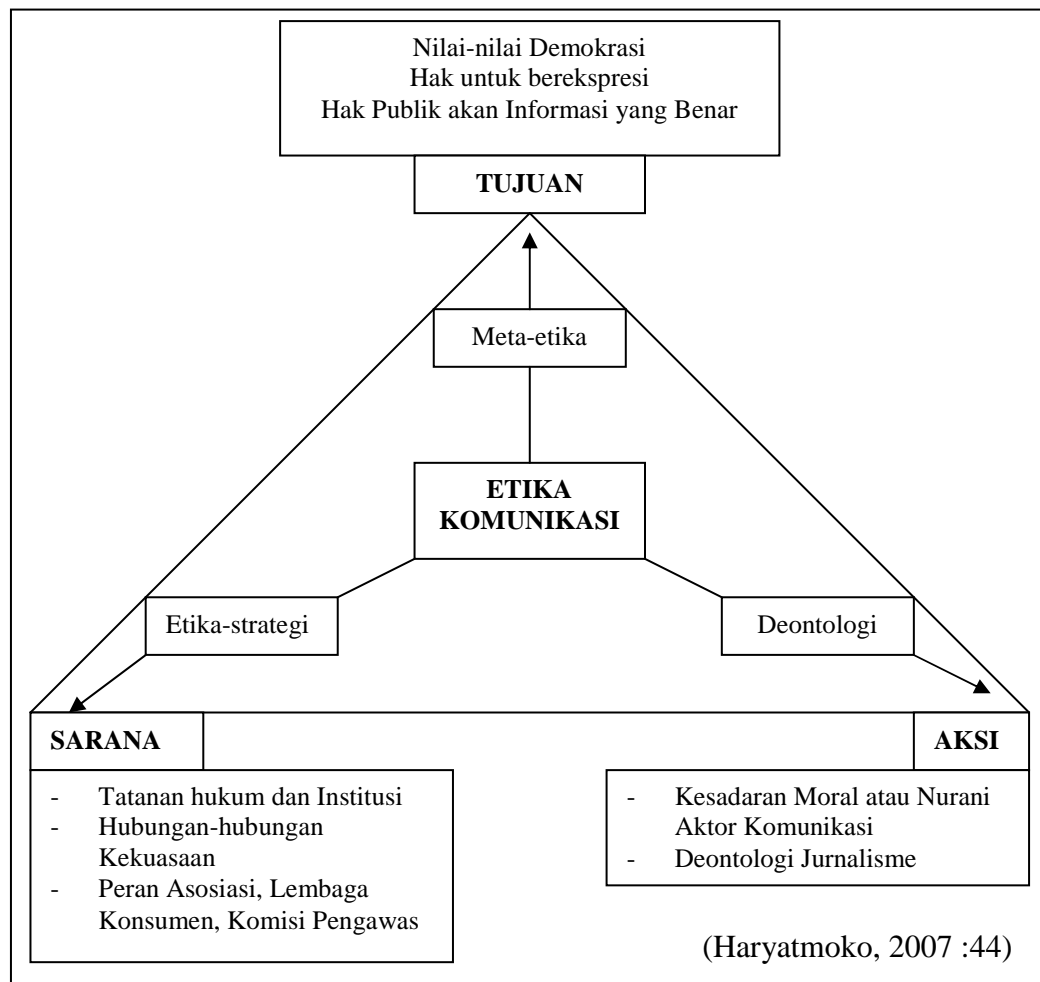 Nilai-nilai Demokrasi
Hak untuk berekspresi
Hak Publik akan Informasi yang Benar
TUJUAN
Meta-etika
ETIKA
KOMUNIKASI
Etika-strategi
Deontologi
SARANA
- Tatanan hukum dan Institusi
- Hubungan-hubungan
Kekuasaan
- Peran Asosiasi, Lembaga
Konsumen, Komisi Pengawas
AKSI
- Kesadaran Moral atau Nurani
Aktor Komunikasi
- Deontologi Jurnalisme
(Haryatmoko, 2007 :44)